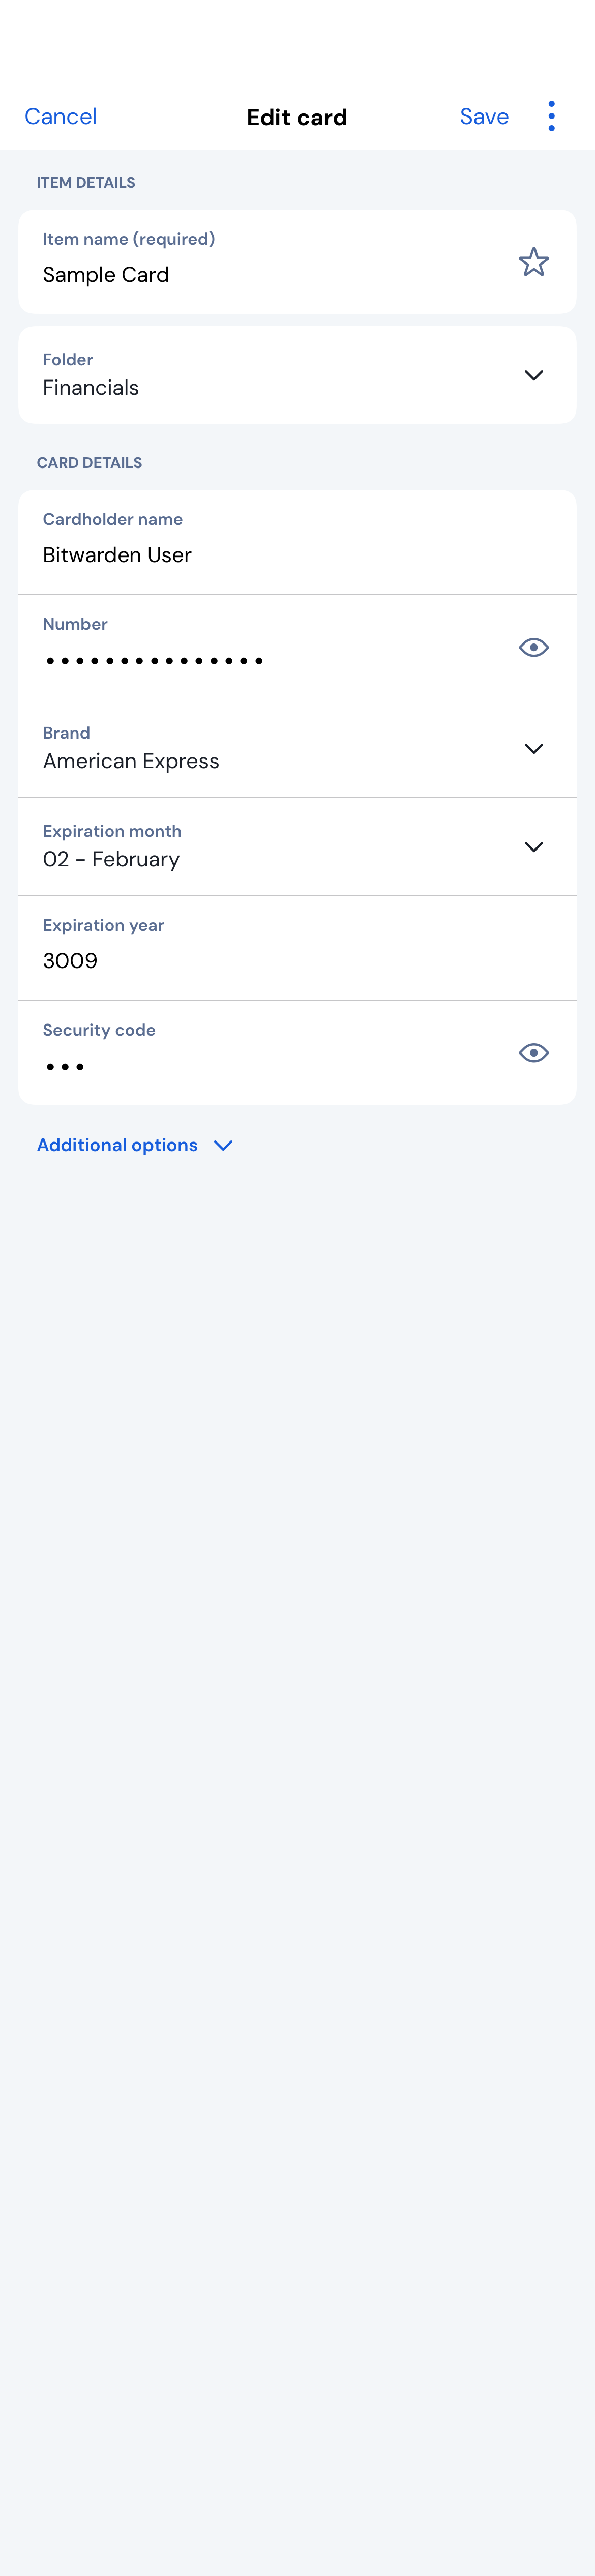 Cancel Edit card Save
ITEM DETAILS
Item name (required)
Sample Card
Folder
Financials
CARD DETAILS
Cardholder name
Bitwarden User
Number
•••••••••••••••
Brand
American Express
Expiration month
02 - February
Expiration year
3009
Security code
•••
Additional options